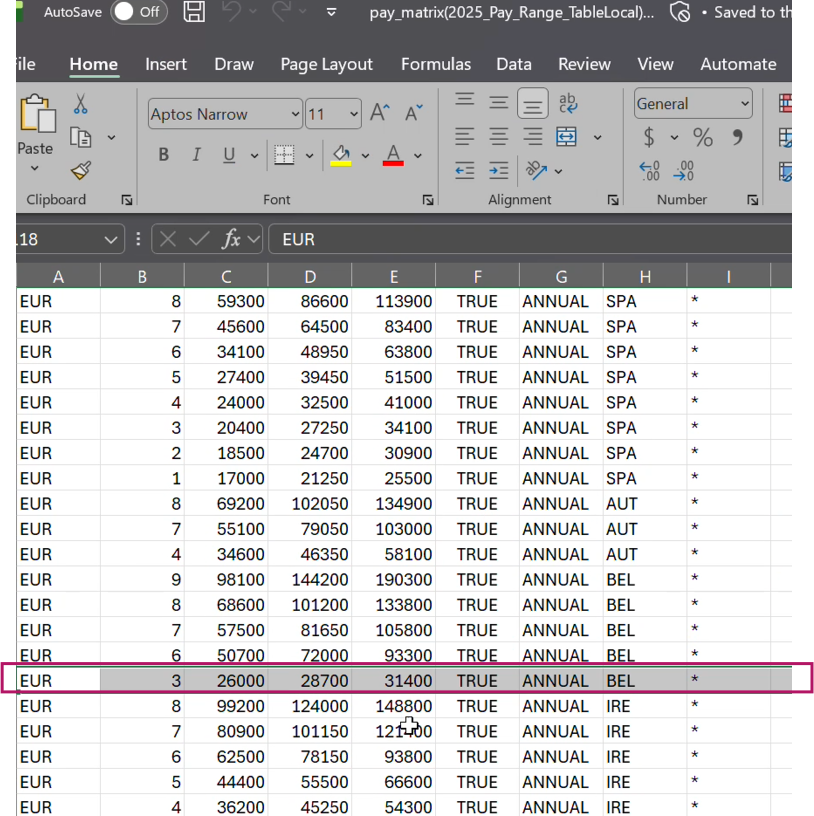 AutoSave Off pay_matrix(2025_Pay_Range_TableLocal)... • Saved to th
ile Home Insert Draw Page Layout Formulas Data Review View Automate
Paste Aptos Narrow 11 A A ab c General
B I U A $ % 9
.00 .00
Clipboard Font Alignment Number
.18 fx EUR
A B C D E F G H I
EUR 8 59300 86600 113900 TRUE ANNUAL SPA *
EUR 7 45600 64500 83400 TRUE ANNUAL SPA *
EUR 6 34100 48950 63800 TRUE ANNUAL SPA *
EUR 5 27400 39450 51500 TRUE ANNUAL SPA *
EUR 4 24000 32500 41000 TRUE ANNUAL SPA *
EUR 3 20400 27250 34100 TRUE ANNUAL SPA *
EUR 2 18500 24700 30900 TRUE ANNUAL SPA *
EUR 1 17000 21250 25500 TRUE ANNUAL SPA *
EUR 8 69200 102050 134900 TRUE ANNUAL AUT *
EUR 7 55100 79050 103000 TRUE ANNUAL AUT *
EUR 4 34600 46350 58100 TRUE ANNUAL AUT *
EUR 9 98100 144200 190300 TRUE ANNUAL BEL *
EUR 8 68600 101200 133800 TRUE ANNUAL BEL *
EUR 7 57500 81650 105800 TRUE ANNUAL BEL *
EUR 6 50700 72000 93300 TRUE ANNUAL BEL *
EUR 3 26000 28700 31400 TRUE ANNUAL BEL *
EUR 8 99200 124000 148800 TRUE ANNUAL IRE *
EUR 7 80900 101150 TRUE ANNUAL IRE *
EUR 6 62500 78150 93800 TRUE ANNUAL IRE *
EUR 5 44400 55500 66600 TRUE ANNUAL IRE *
EUR 4 36200 45250 54300 TRUE ANNUAL IRE *